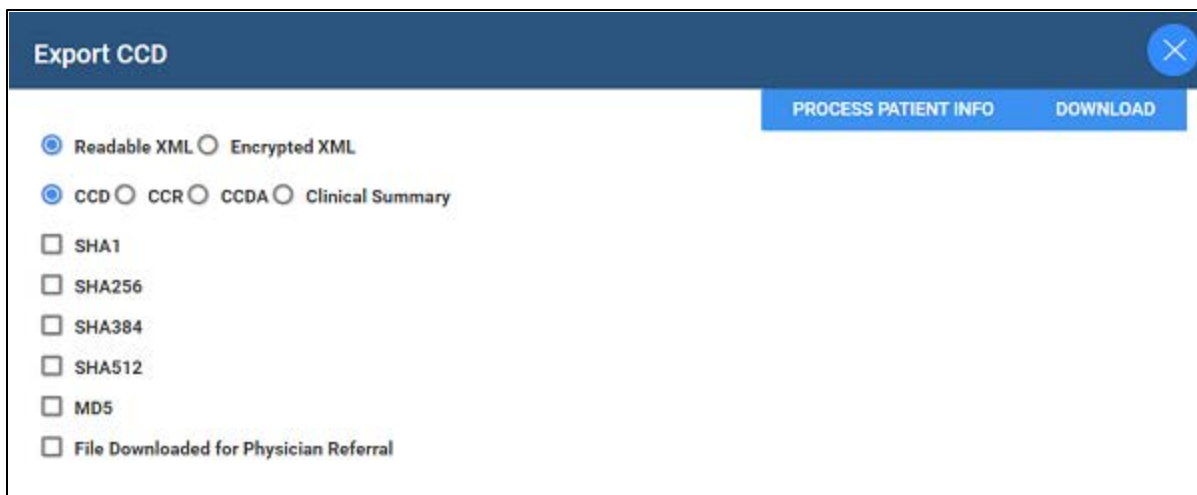 Export CCD
PROCESS PATIENT INFO DOWNLOAD
Readable XML Encrypted XML
CCD CCR CCDA Clinical Summary
SHA1
SHA256
SHA384
SHA512
MD5
File Downloaded for Physician Referral